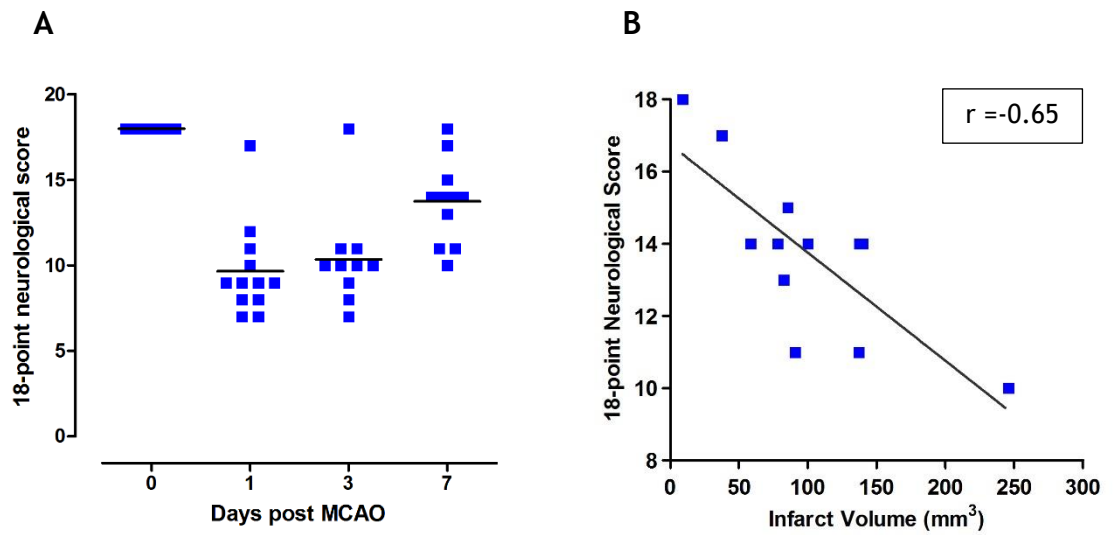 A
20
15
10
5
0
18-point neurological score
0 1 3 7
Days post MCAO
B
r =-0.65
18
16
14
12
10
8
18-point Neurological Score
0 50 100 150 200 250 300
Infarct Volume (mm³)